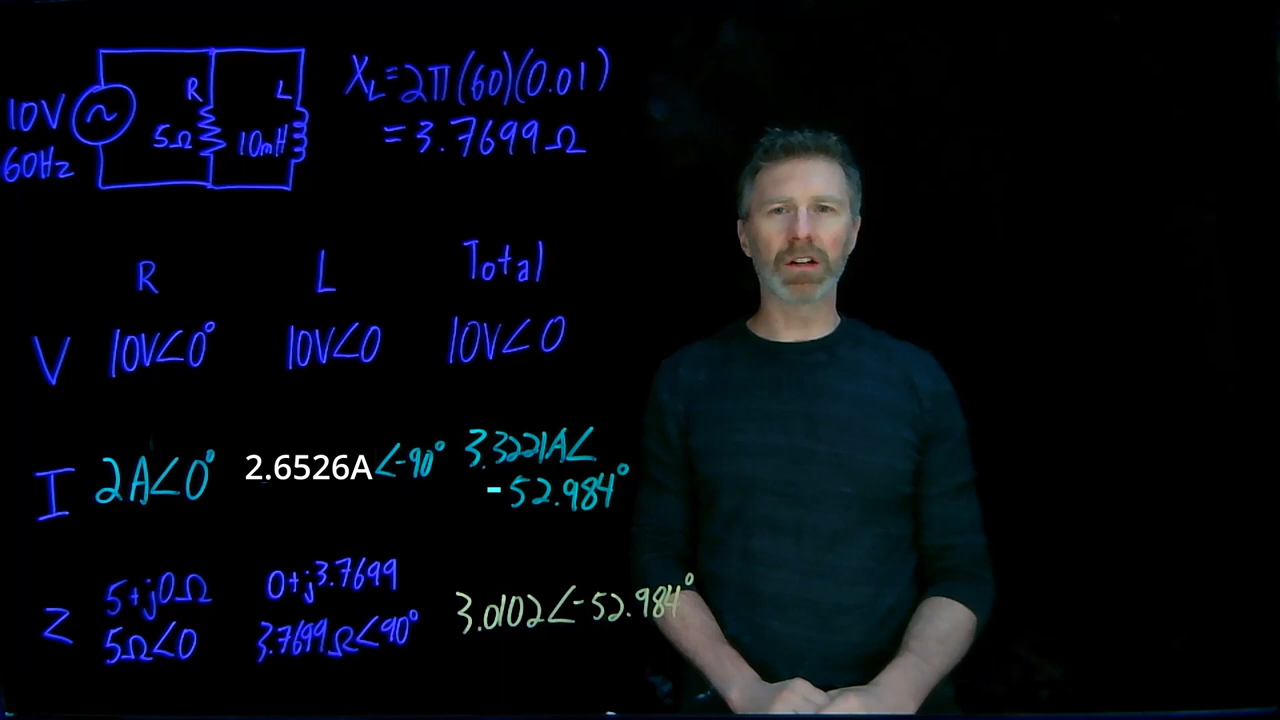 R L X_L=2π(60)(0.01)
10V 5Ω 10mH =3.7699Ω
60Hz
R L Total
V 10V∠0° 10V∠0 10V∠0
I 2A∠0° 2.6526A∠-90° 3.3221A∠
-52.984°
Z 5+j0Ω 0+j3.7699 3.0102∠-52.984°
5Ω∠0 3.7699Ω∠90°